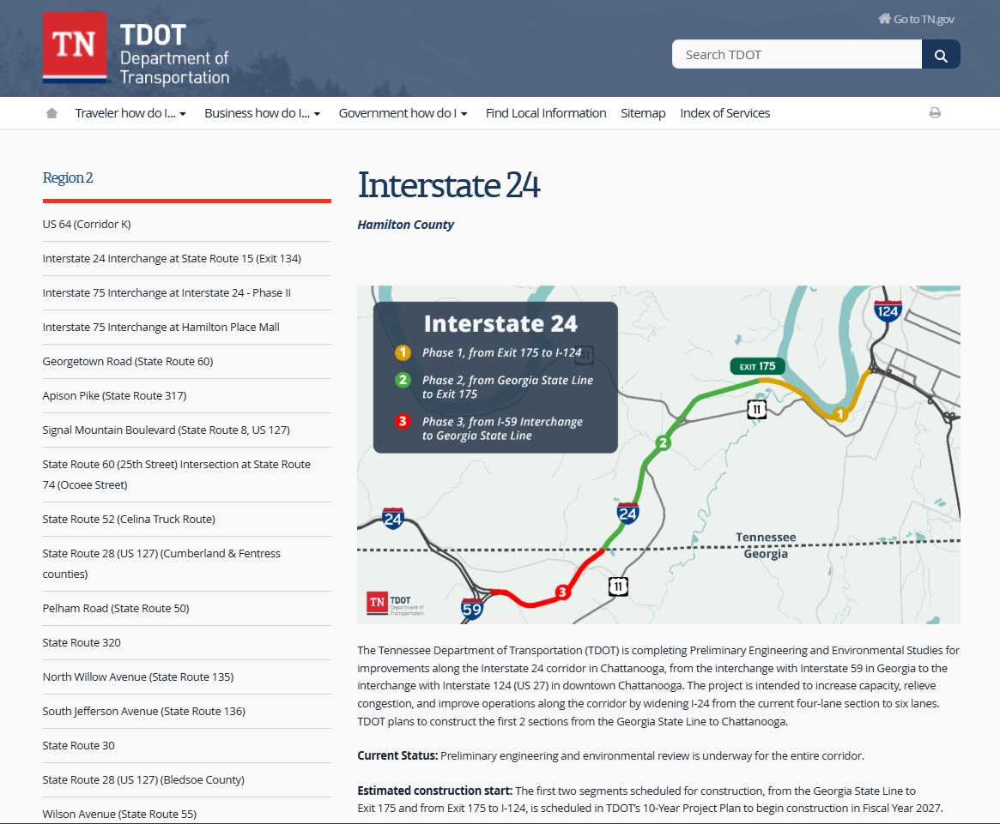 TN
TDOT
Department of
Transportation
Go to TN.gov
Search TDOT
Traveler how do I... Business how do I... Government how do I Find Local Information Sitemap Index of Services
Region 2
US 64 (Corridor K)
Interstate 24 Interchange at State Route 15 (Exit 134)
Interstate 75 Interchange at Interstate 24 - Phase II
Interstate 75 Interchange at Hamilton Place Mall
Georgetown Road (State Route 60)
Apison Pike (State Route 317)
Signal Mountain Boulevard (State Route 8, US 127)
State Route 60 (25th Street) Intersection at State Route
74 (Ocoee Street)
State Route 52 (Celina Truck Route)
State Route 28 (US 127) (Cumberland & Fentress
counties)
Pelham Road (State Route 50)
State Route 320
North Willow Avenue (State Route 135)
South Jefferson Avenue (State Route 136)
State Route 30
State Route 28 (US 127) (Bledsoe County)
Wilson Avenue (State Route 55)
Interstate 24
Hamilton County
Interstate 24
1 Phase 1, from Exit 175 to I-124
41
2 Phase 2, from Georgia State Line
to Exit 175
3 Phase 3, from I-59 Interchange
to Georgia State Line
124
EXIT 175
11
1
2
24
24
Tennessee
Georgia
11
3
59
TN
TDOT
Department of
Transportation
The Tennessee Department of Transportation (TDOT) is completing Preliminary Engineering and Environmental Studies for
improvements along the Interstate 24 corridor in Chattanooga, from the interchange with Interstate 59 in Georgia to the
interchange with Interstate 124 (US 27) in downtown Chattanooga. The project is intended to increase capacity, relieve
congestion, and improve operations along the corridor by widening I-24 from the current four-lane section to six lanes.
TDOT plans to construct the first 2 sections from the Georgia State Line to Chattanooga.
Current Status: Preliminary engineering and environmental review is underway for the entire corridor.
Estimated construction start: The first two segments scheduled for construction, from the Georgia State Line to
Exit 175 and from Exit 175 to I-124, is scheduled in TDOT's 10-Year Project Plan to begin construction in Fiscal Year 2027.